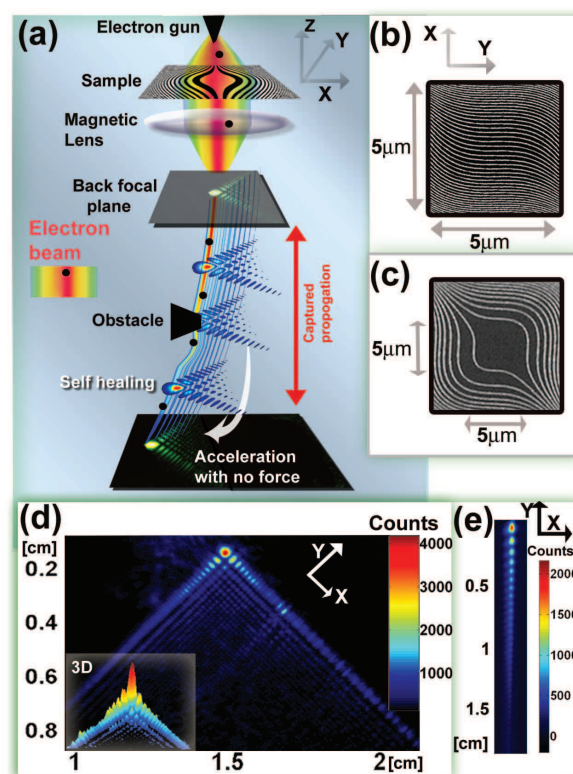 (a)
Electron gun
Z
Y
X
Sample
Magnetic
Lens
Back focal
plane
Electron
beam
Captured
propogation
Obstacle
Self healing
Acceleration
with no force
(b)
X
Y
5µm
5µm
(c)
5µm
5µm
(d)
[cm]
0.2
0.4
0.6
0.8
1
1.5
2
[cm]
Y
X
3D
Counts
4000
3000
2000
1000
(e)
Y
X
Counts
0.5
1
1.5
[cm]
2000
1500
1000
500
0